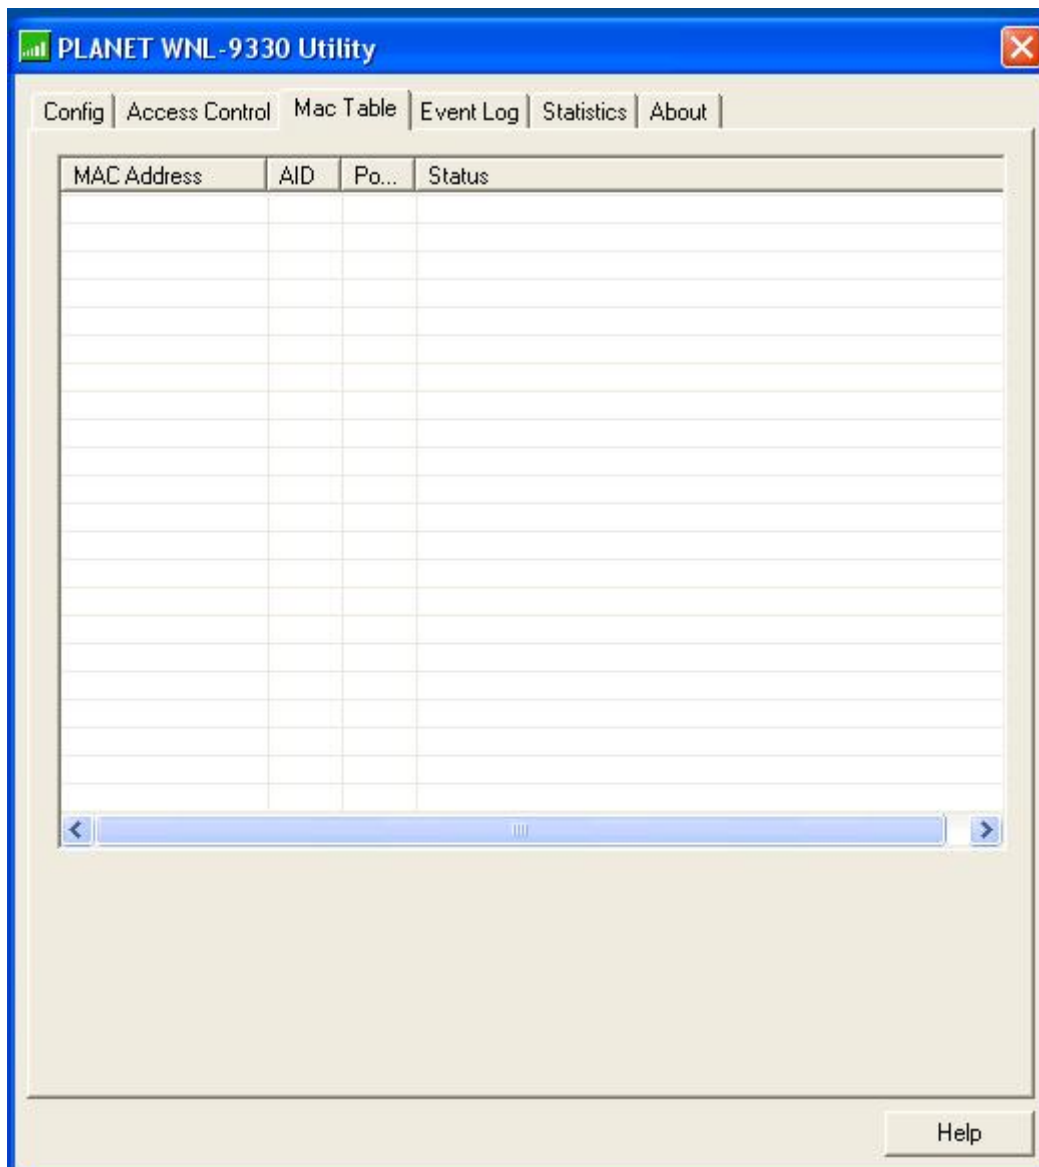 PLANET WNL-9330 Utility
Config Access Control Mac Table Event Log Statistics About
MAC Address AID Po... Status
Help